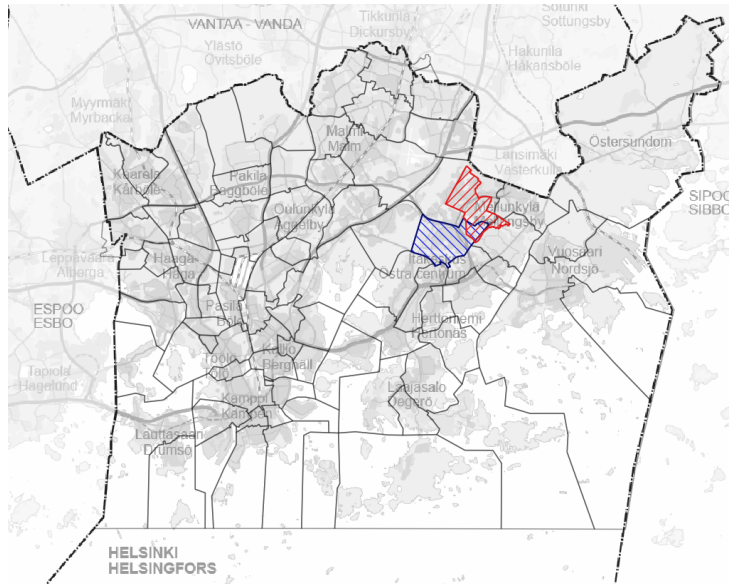 Sotunki
Sottungsby
Tikkurila
Dickursby
VANTAA - VANDA
Ylästö
Övitsböle
Hakunila
Håkansböle
Myyrmäki
Myrbacka
Malmi
Malm
Östersundom
Länsimäki
Västerkulla
Kaarela
Kårböle
Pakila
Baggböle
SIPOO
SIBBO
Oulunkylä
Åggelby
Mellunkylä
Vuosaari
Nordsjö
Leppävaara
Alberga
Haaga
Haga
Itäkeskus
Östra centrum
ESPOO
ESBO
Pasila
Böle
Herttoniemi
Hertonäs
Kallio
Berghäll
Töölö
Tölö
Tapiola
Hagelund
Laajasalo
Degerö
Kamppi
Kampen
Lauttasaari
Drumsö
HELSINKI
HELSINGFORS